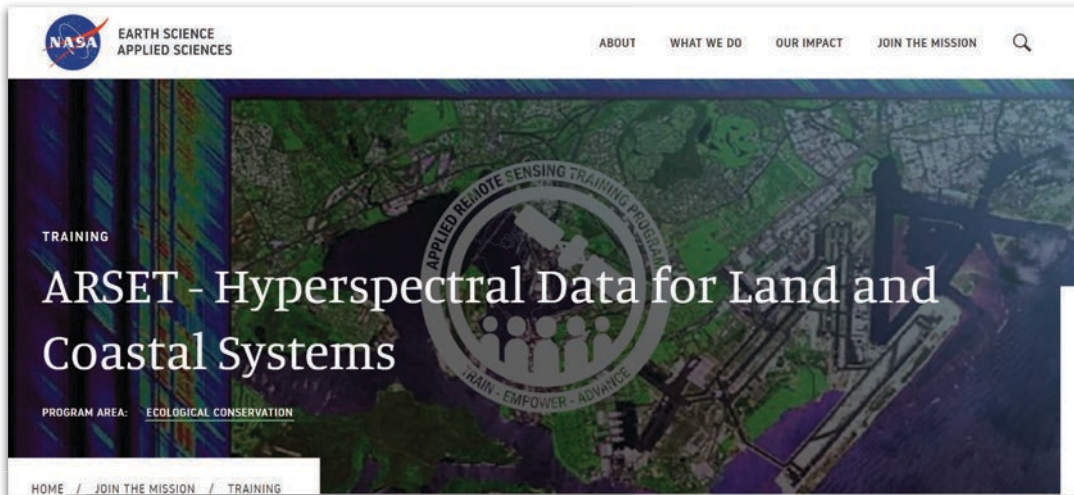 NASA
EARTH SCIENCE
APPLIED SCIENCES
ABOUT WHAT WE DO OUR IMPACT JOIN THE MISSION
APPLIED REMOTE SENSING TRAINING PROGRAM
TRAINING
ARSET - Hyperspectral Data for Land and
Coastal Systems
TRAIN - EMPOWER - ADVANCE
PROGRAM AREA: ECOLOGICAL CONSERVATION
HOME / JOIN THE MISSION / TRAINING